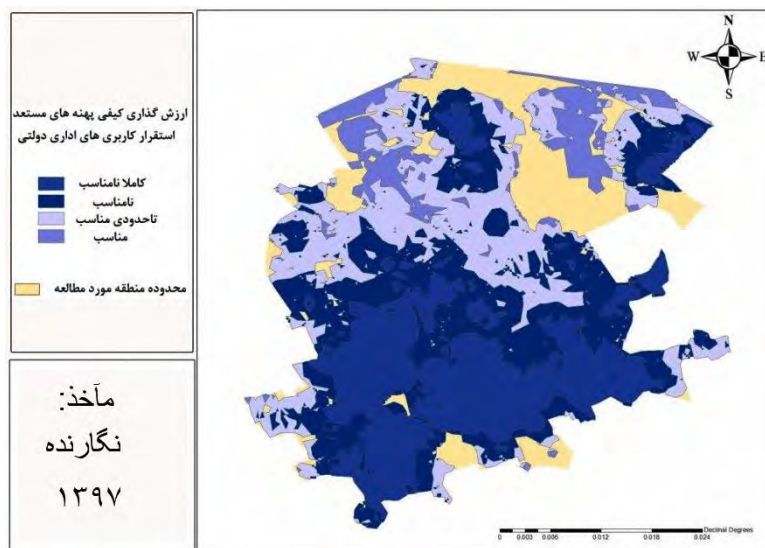 ارزش گذاری کیفی پهنه های مستعد
استقرار کاربری های اداری دولتی
کاملا نامناسب
نامناسب
تاحدودی مناسب
مناسب
محدوده منطقه مورد مطالعه
مآخذ:
نگارنده
۱۳۹۷
N
W E
S
Decimal Degrees
0 0.003 0.006 0.012 0.018 0.024